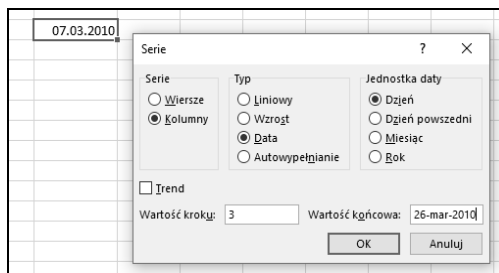 07.03.2010
Serie ? ×
Serie Typ Jednostka daty
Wiersze Liniowy Dzień
Kolumny Wzrost Dzień powszedni
Data Miesiąc
Autowypełnianie Rok
Trend
Wartość kroku: 3 Wartość końcowa: 26-mar-2010
OK Anuluj